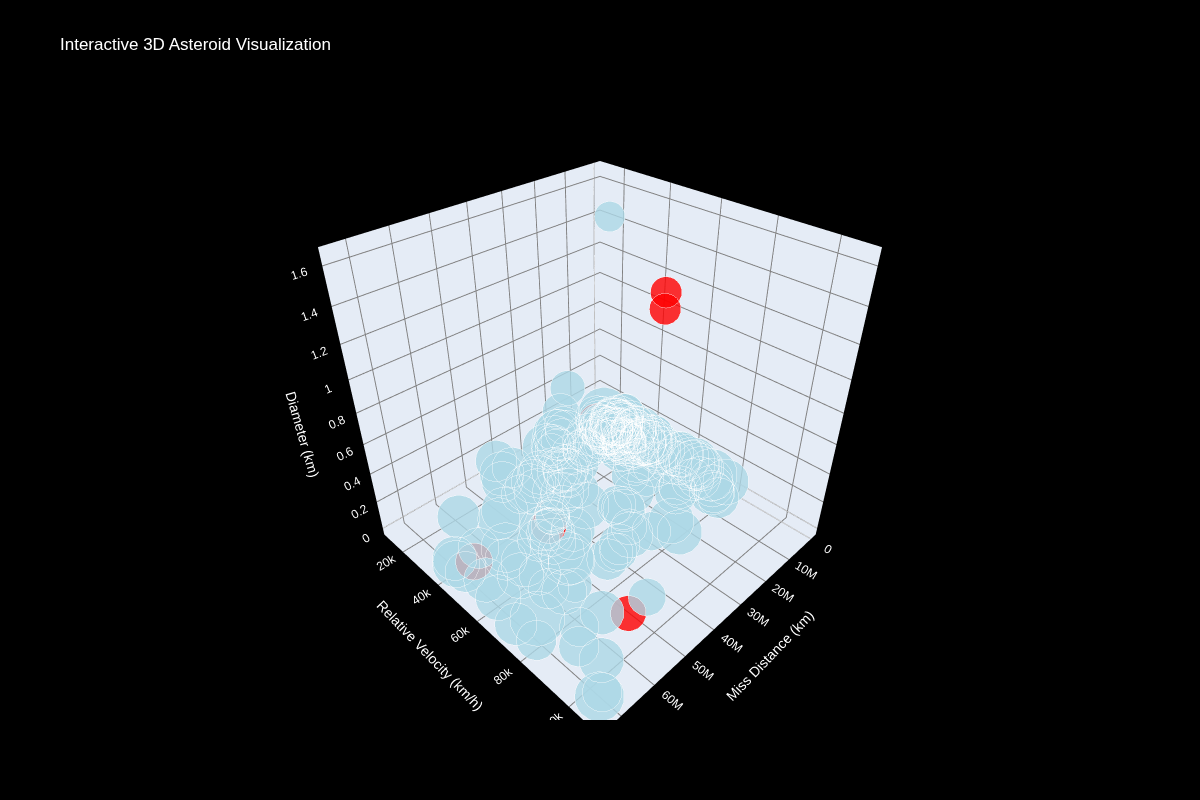 Interactive 3D Asteroid Visualization
1.6
1.4
1.2
1
0.8
0.6
0.4
0.2
0
Diameter (km)
20k
40k
60k
80k
Relative Velocity (km/h)
0
10M
20M
30M
40M
50M
60M
Miss Distance (km)